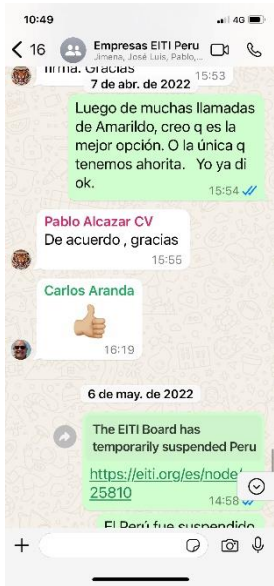 10:49
4G
16
Empresas EITI Peru
Jimena, José Luis, Pablo,...
firma. Gracias
15:53
7 de abr. de 2022
Luego de muchas llamadas
de Amarildo, creo q es la
mejor opción. O la única q
tenemos ahorita. Yo ya di
ok.
15:54
Pablo Alcazar CV
De acuerdo , gracias
15:55
Carlos Aranda
16:19
6 de may. de 2022
The EITI Board has
temporarily suspended Peru
https://eiti.org/es/node/
25810
14:58
El Perú fue suspendido